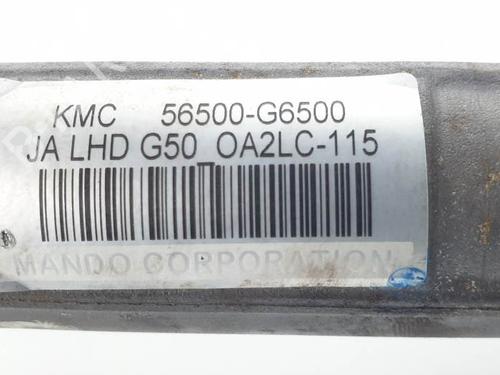 KMC 56500-G6500
JA LHD G50 OA2LC-115
MANDO CORPORATION